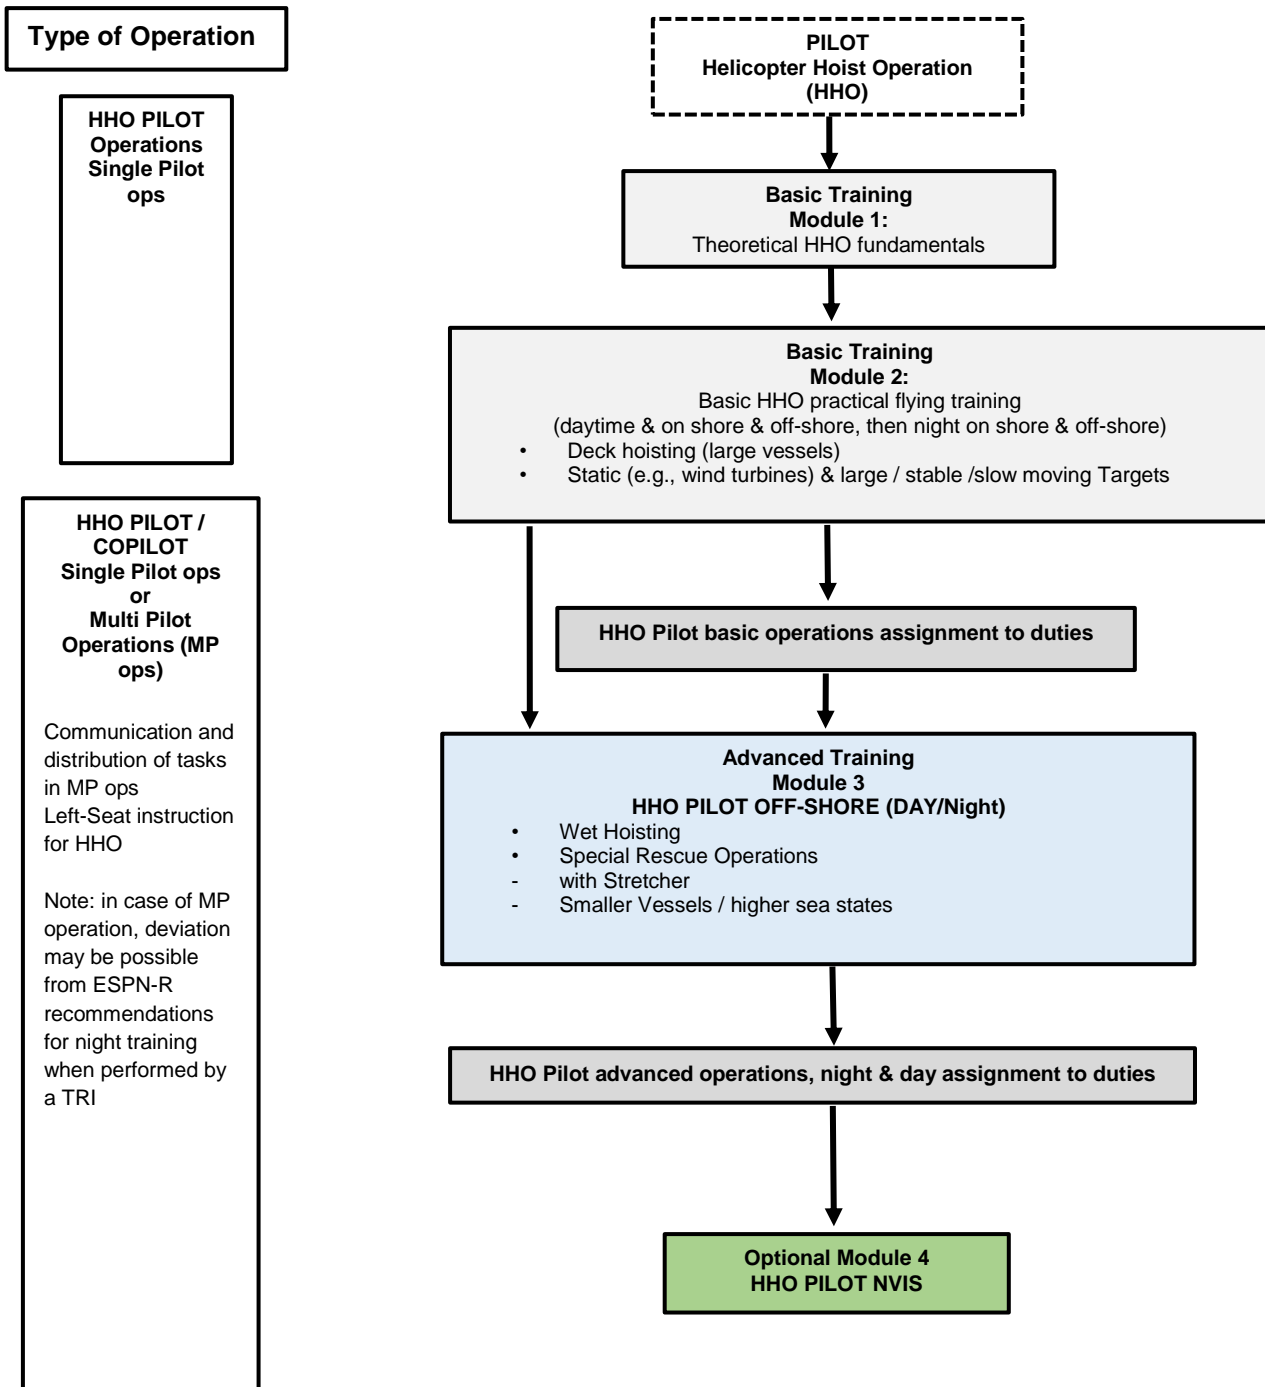 Type of Operation
HHO PILOT
Operations
Single Pilot
ops
HHO PILOT /
COPILOT
Single Pilot ops
or
Multi Pilot
Operations (MP
ops)
Communication and
distribution of tasks
in MP ops
Left-Seat instruction
for HHO
Note: in case of MP
operation, deviation
may be possible
from ESPN-R
recommendations
for night training
when performed by
a TRI
PILOT
Helicopter Hoist Operation
(HHO)
Basic Training
Module 1:
Theoretical HHO fundamentals
Basic Training
Module 2:
Basic HHO practical flying training
(daytime & on shore & off-shore, then night on shore & off-shore)
• Deck hoisting (large vessels)
• Static (e.g., wind turbines) & large / stable /slow moving Targets
HHO Pilot basic operations assignment to duties
Advanced Training
Module 3
HHO PILOT OFF-SHORE (DAY/Night)
• Wet Hoisting
• Special Rescue Operations
- with Stretcher
- Smaller Vessels / higher sea states
HHO Pilot advanced operations, night & day assignment to duties
Optional Module 4
HHO PILOT NVIS